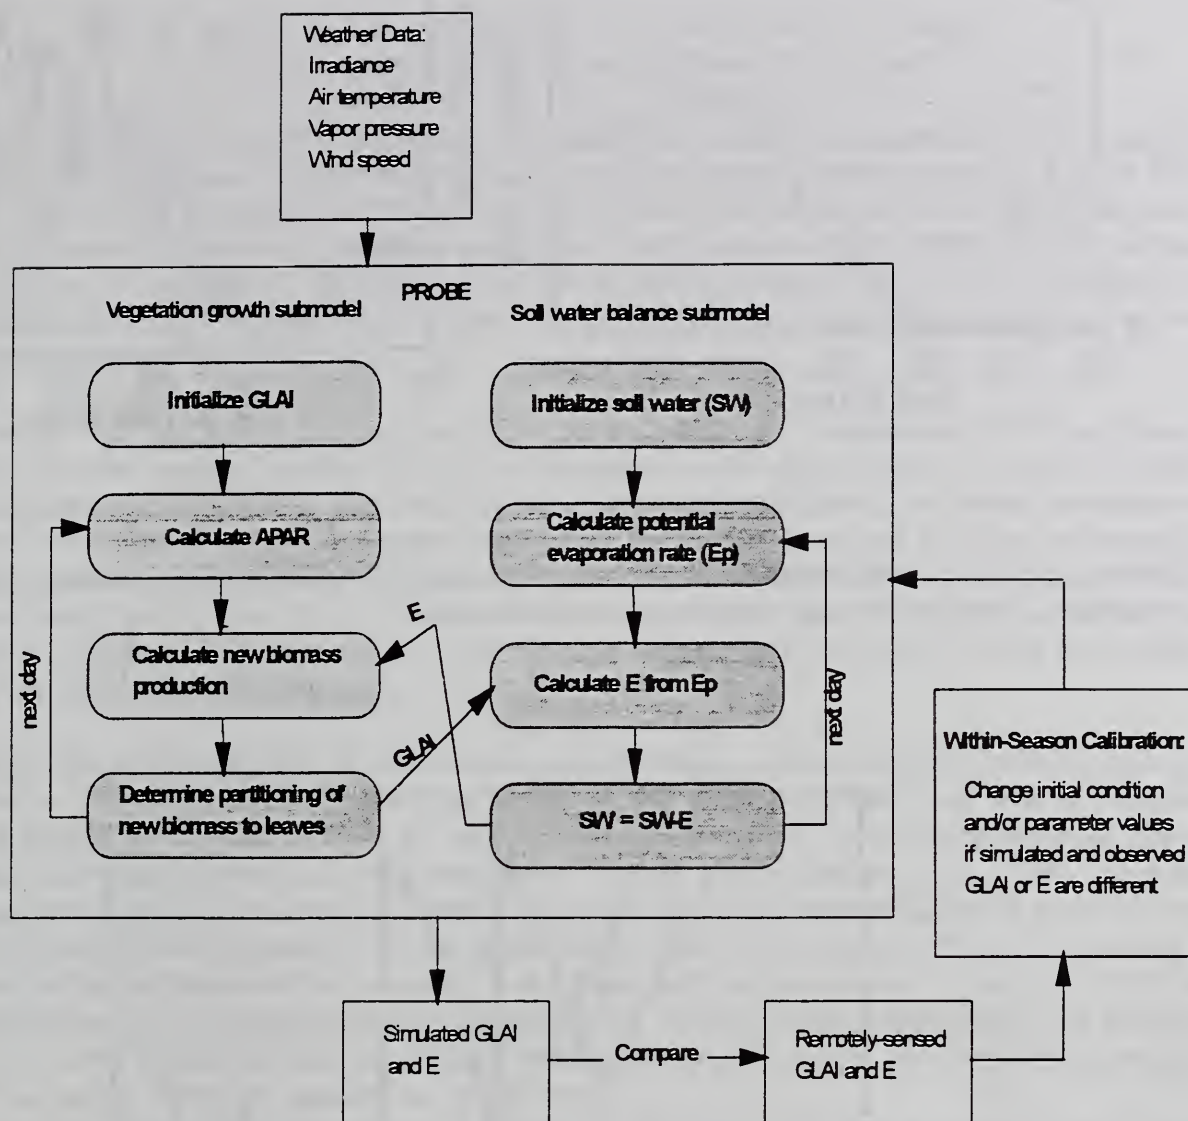 Weather Data:
Irradiance
Air temperature
Vapor pressure
Wind speed
PROBE
Vegetation growth submodel
Soil water balance submodel
Initialize GLAI
Initialize soil water (SW)
Calculate APAR
Calculate potential
evaporation rate (Ep)
E
Calculate new biomass
production
Calculate E from Ep
next day
GLAI
next day
Determine partitioning of
new biomass to leaves
SW = SW-E
Within-Season Calibration:
Change initial condition
and/or parameter values
if simulated and observed
GLAI or E are different
Simulated GLAI
and E
Compare
Remotely-sensed
GLAI and E